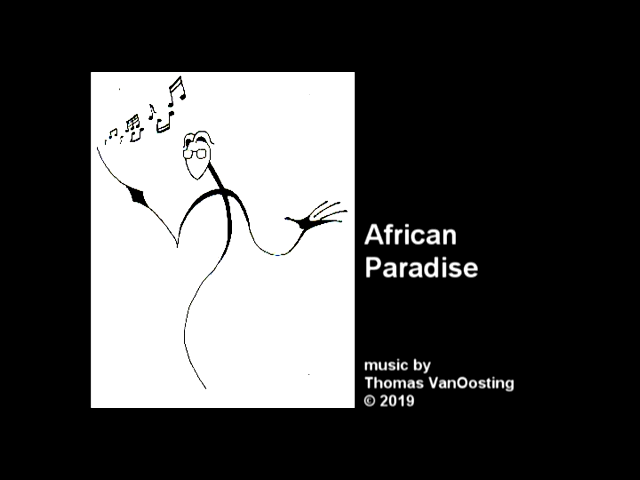 African
Paradise
music by
Thomas VanOosting
© 2019